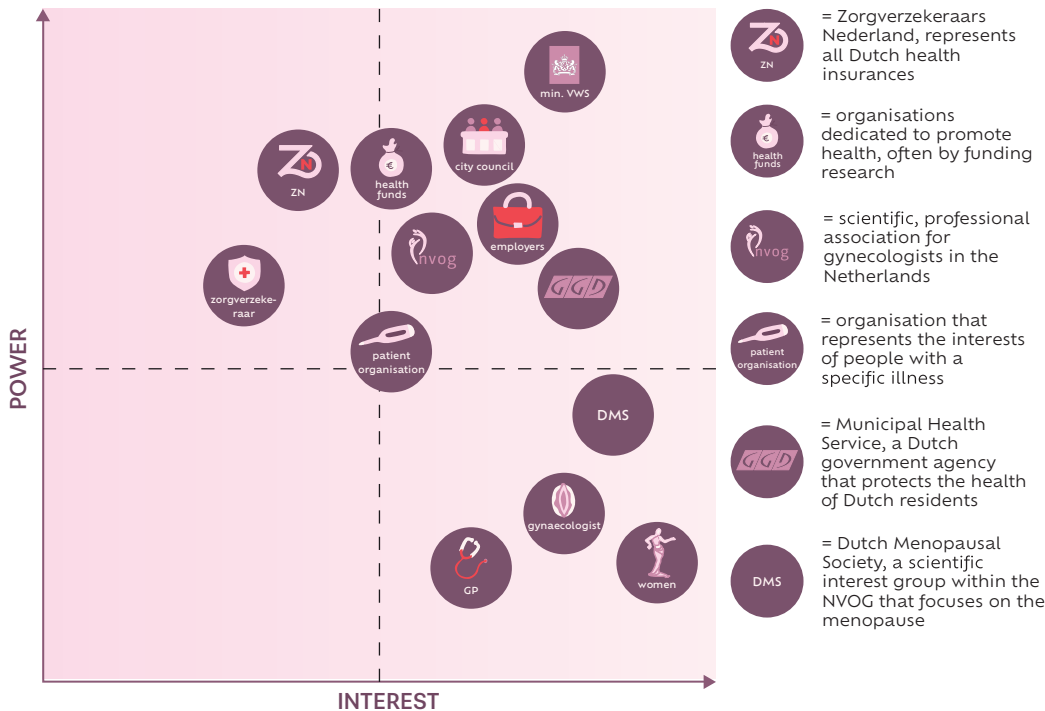 min. VWS
city council
ZN
health
funds
employers
nvog
GGD
zorgverzeke-
raar
patient
organisation
DMS
gynaecologist
GP
women
POWER
INTEREST
ZN
= Zorgverzekeraars
Nederland, represents
all Dutch health
insurances
health
funds
= organisations
dedicated to promote
health, often by funding
research
nvog
= scientific, professional
association for
gynecologists in the
Netherlands
patient
organisation
= organisation that
represents the interests
of people with a
specific illness
GGD
= Municipal Health
Service, a Dutch
government agency
that protects the health
of Dutch residents
DMS
= Dutch Menopausal
Society, a scientific
interest group within the
NVOG that focuses on the
menopause